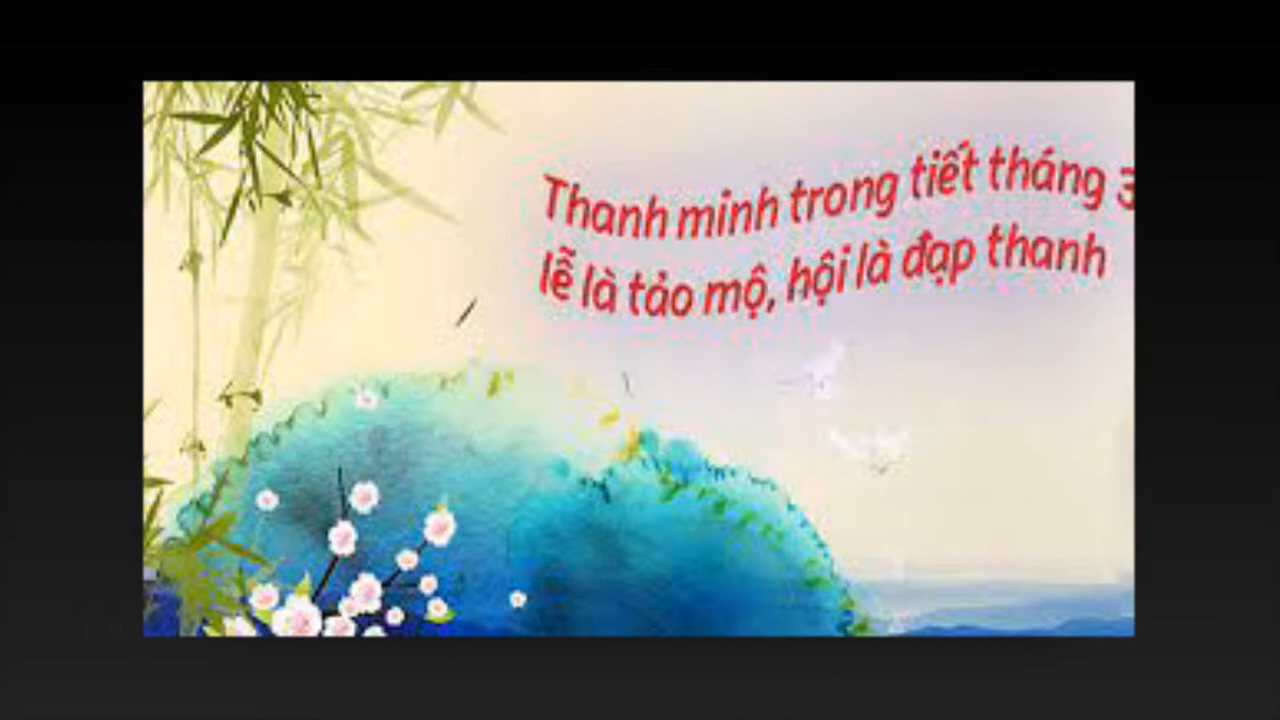 Thanh minh trong tiết tháng 3
lễ là tảo mộ, hội là đạp thanh